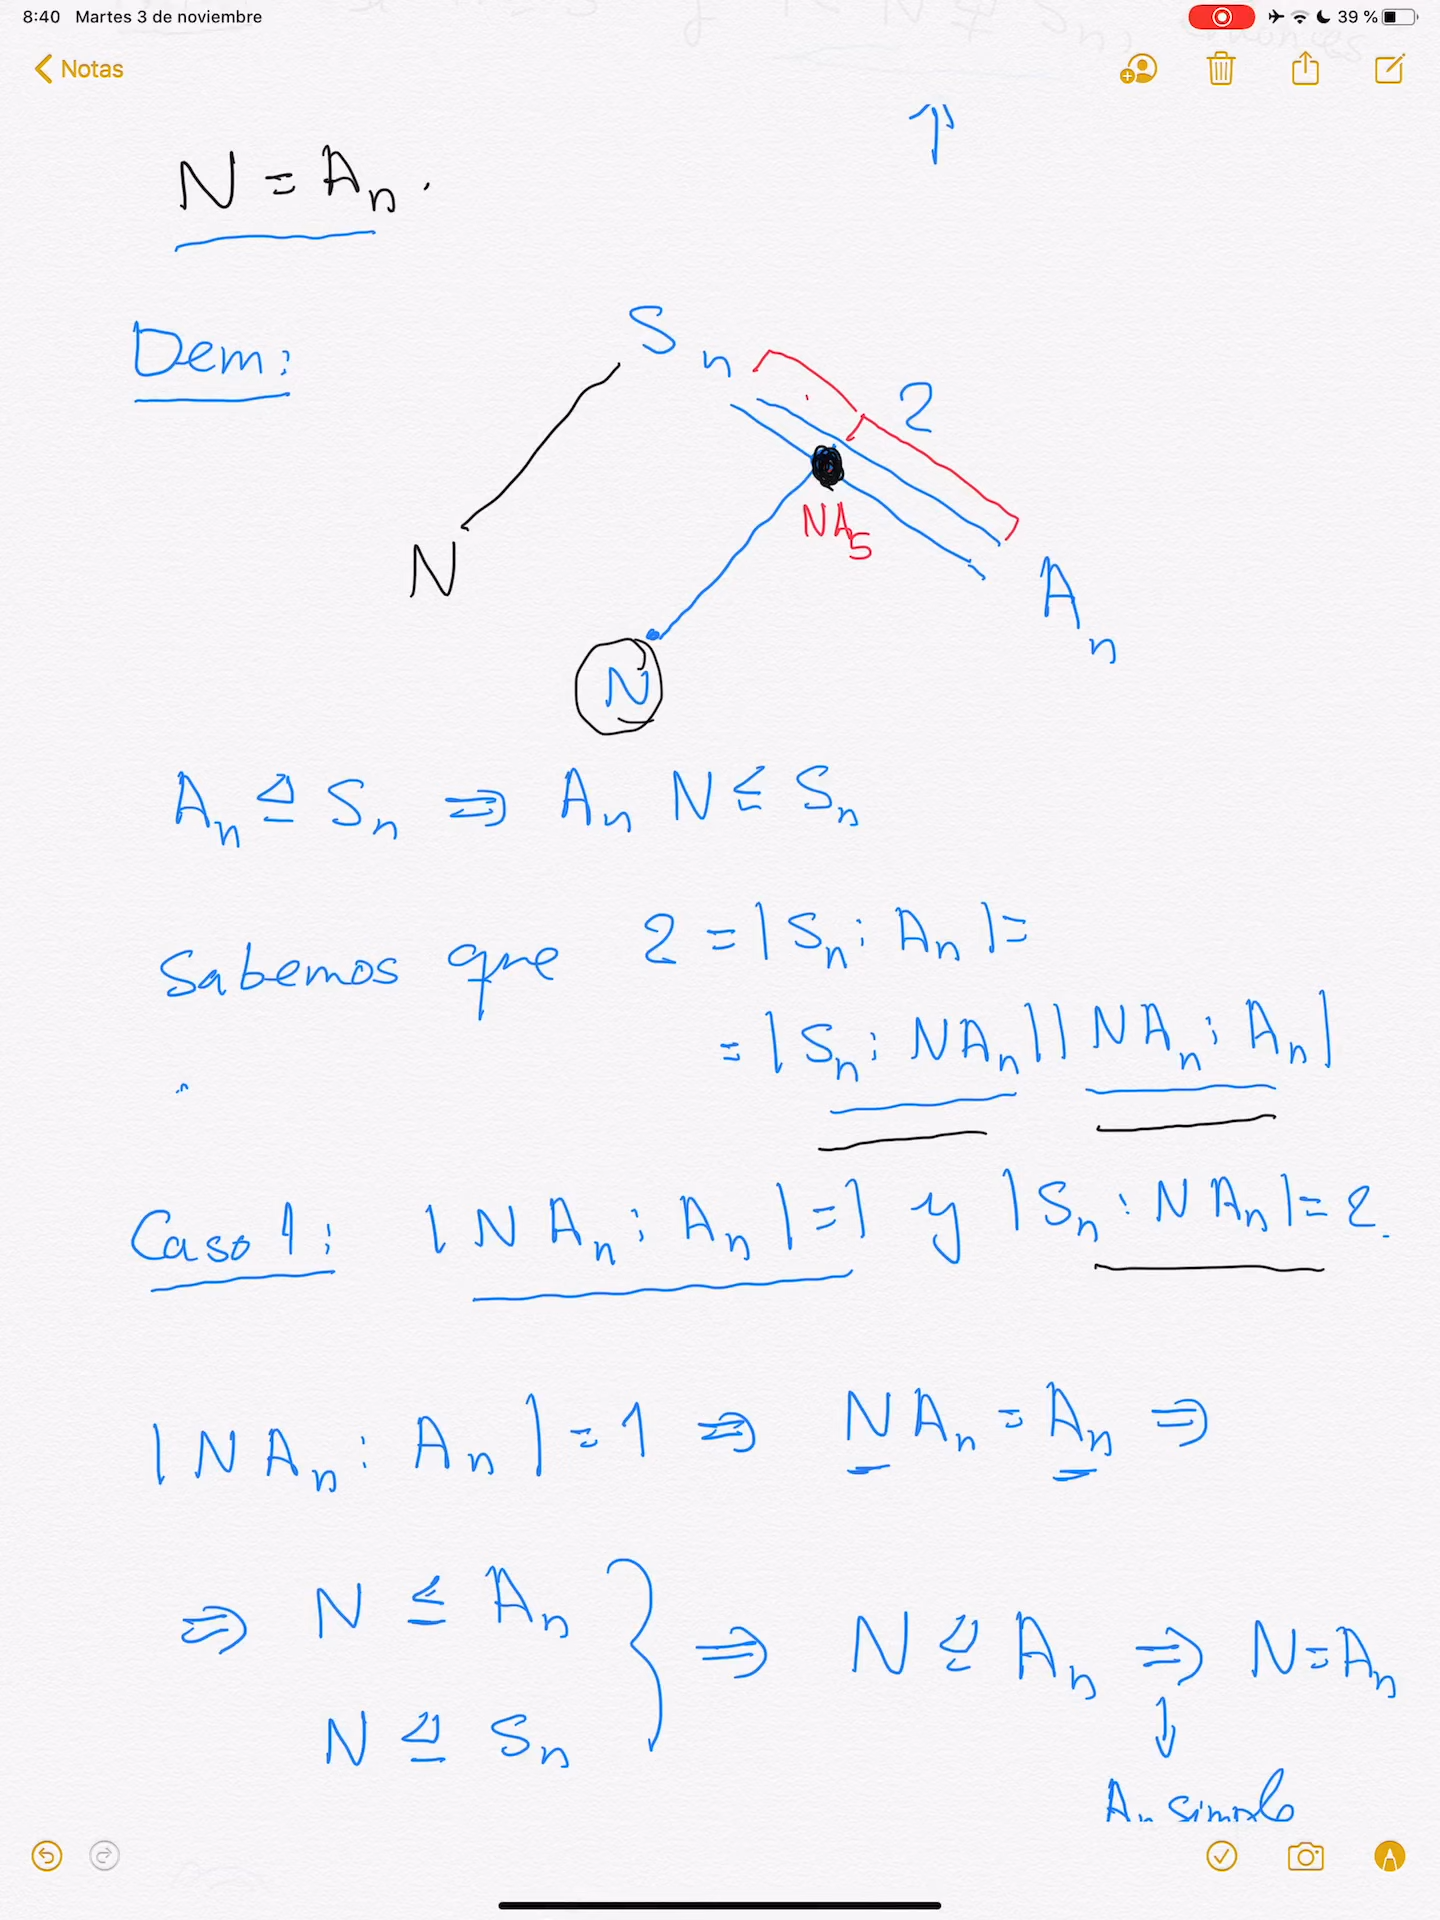 8:40 Martes 3 de noviembre
39 %
Notas
N = Aₙ.
Dem:
Sₙ
2
NA₅
N
Aₙ
N
Aₙ ⊴ Sₙ ⇒ Aₙ N ≤ Sₙ
Sabemos que 2 = |Sₙ : Aₙ| =
= |Sₙ : NAₙ| |NAₙ : Aₙ|
Caso 1: |NAₙ : Aₙ| = 1 y |Sₙ : NAₙ| = 2.
|NAₙ : Aₙ| = 1 ⇒ NAₙ = Aₙ ⇒
⇒ N ≤ Aₙ
N ⊴ Sₙ } ⇒ N ⊴ Aₙ ⇒ N = Aₙ
↓
Aₙ simple